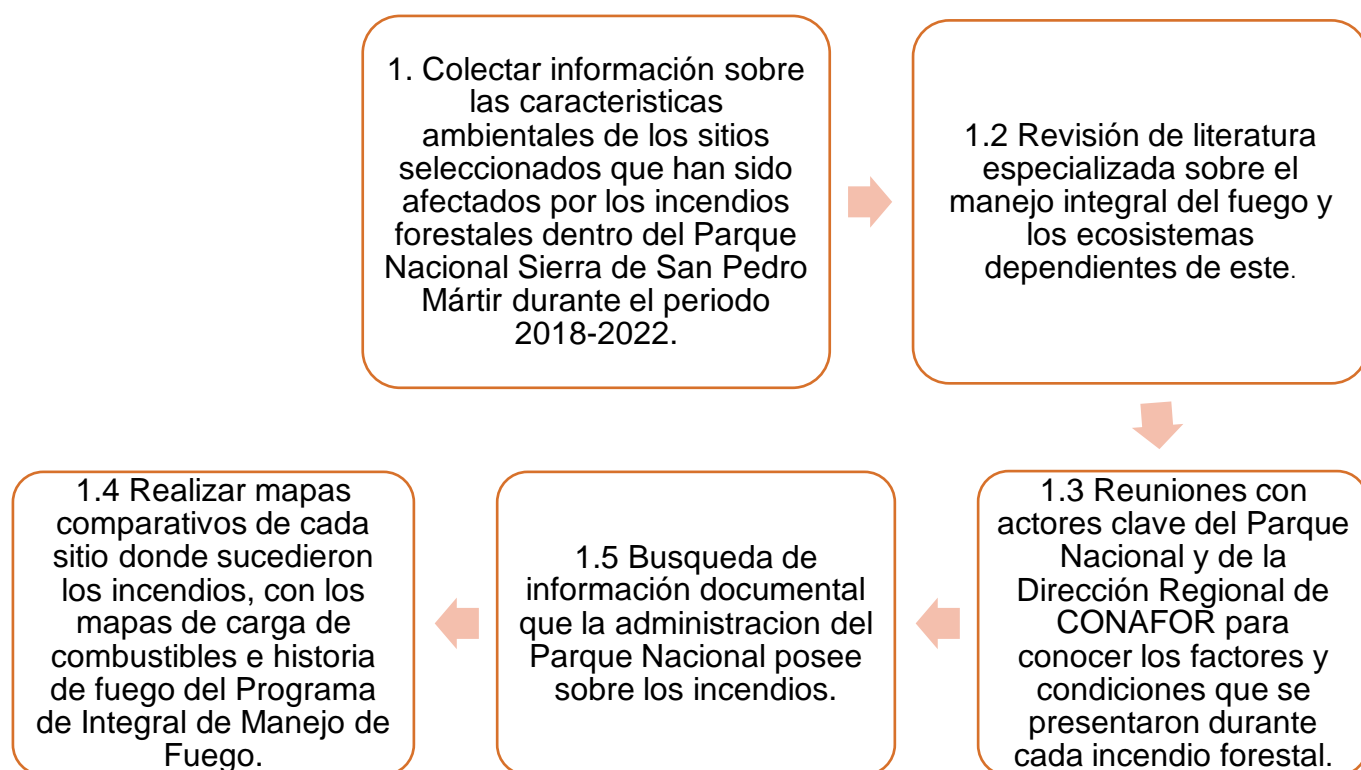 1. Colectar información sobre
las caracteristicas
ambientales de los sitios
seleccionados que han sido
afectados por los incendios
forestales dentro del Parque
Nacional Sierra de San Pedro
Mártir durante el periodo
2018-2022.
1.2 Revisión de literatura
especializada sobre el
manejo integral del fuego y
los ecosistemas
dependientes de este.
1.3 Reuniones con
actores clave del Parque
Nacional y de la
Dirección Regional de
CONAFOR para
conocer los factores y
condiciones que se
presentaron durante
cada incendio forestal.
1.5 Busqueda de
información documental
que la administracion del
Parque Nacional posee
sobre los incendios.
1.4 Realizar mapas
comparativos de cada
sitio donde sucedieron
los incendios, con los
mapas de carga de
combustibles e historia
de fuego del Programa
de Integral de Manejo de
Fuego.